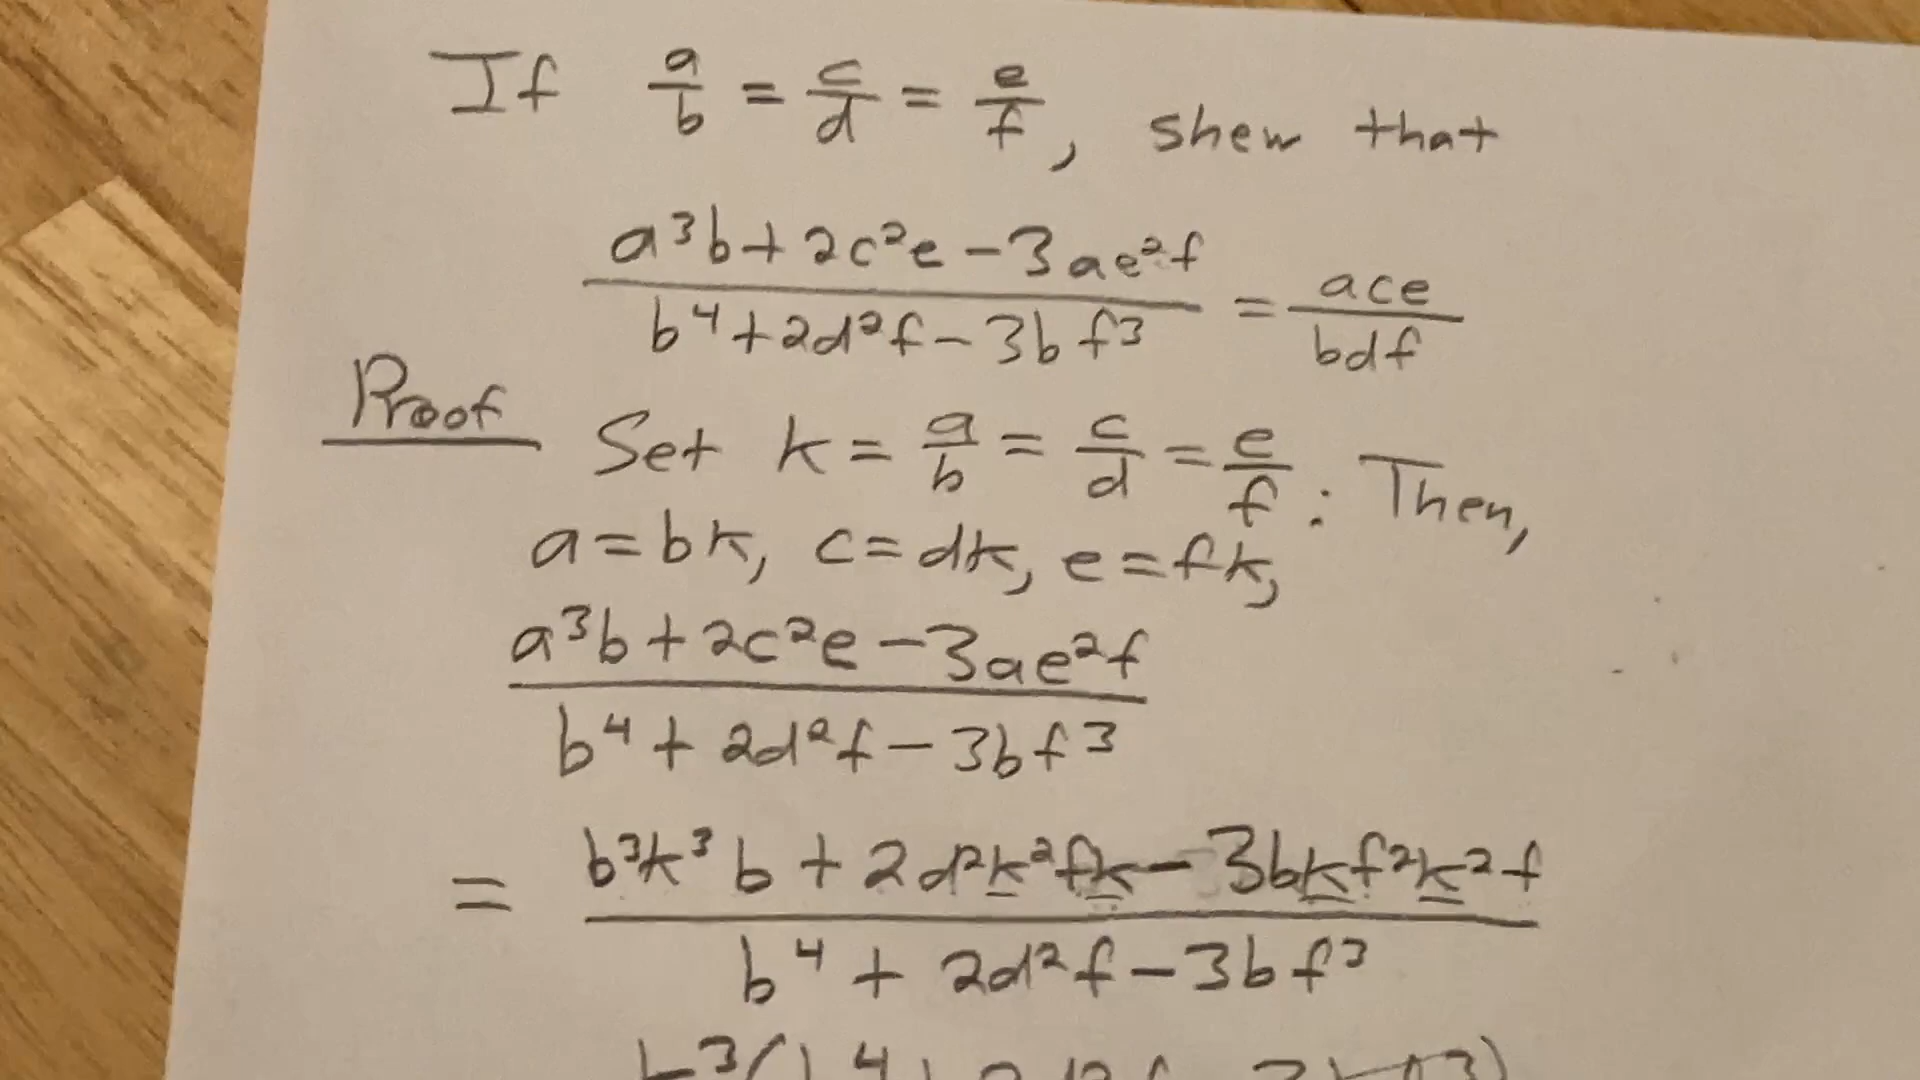 If a/b = c/d = e/f, shew that
(a³b + 2c²e − 3ae²f)/(b⁴ + 2d²f − 3bf³) = ace/bdf
Proof Set k = a/b = c/d = e/f: Then,
a = bk, c = dk, e = fk,
(a³b + 2c²e − 3ae²f)/(b⁴ + 2d²f − 3bf³)
= (b³k³b + 2d²k²fk − 3bkf²k²f)/(b⁴ + 2d²f − 3bf³)